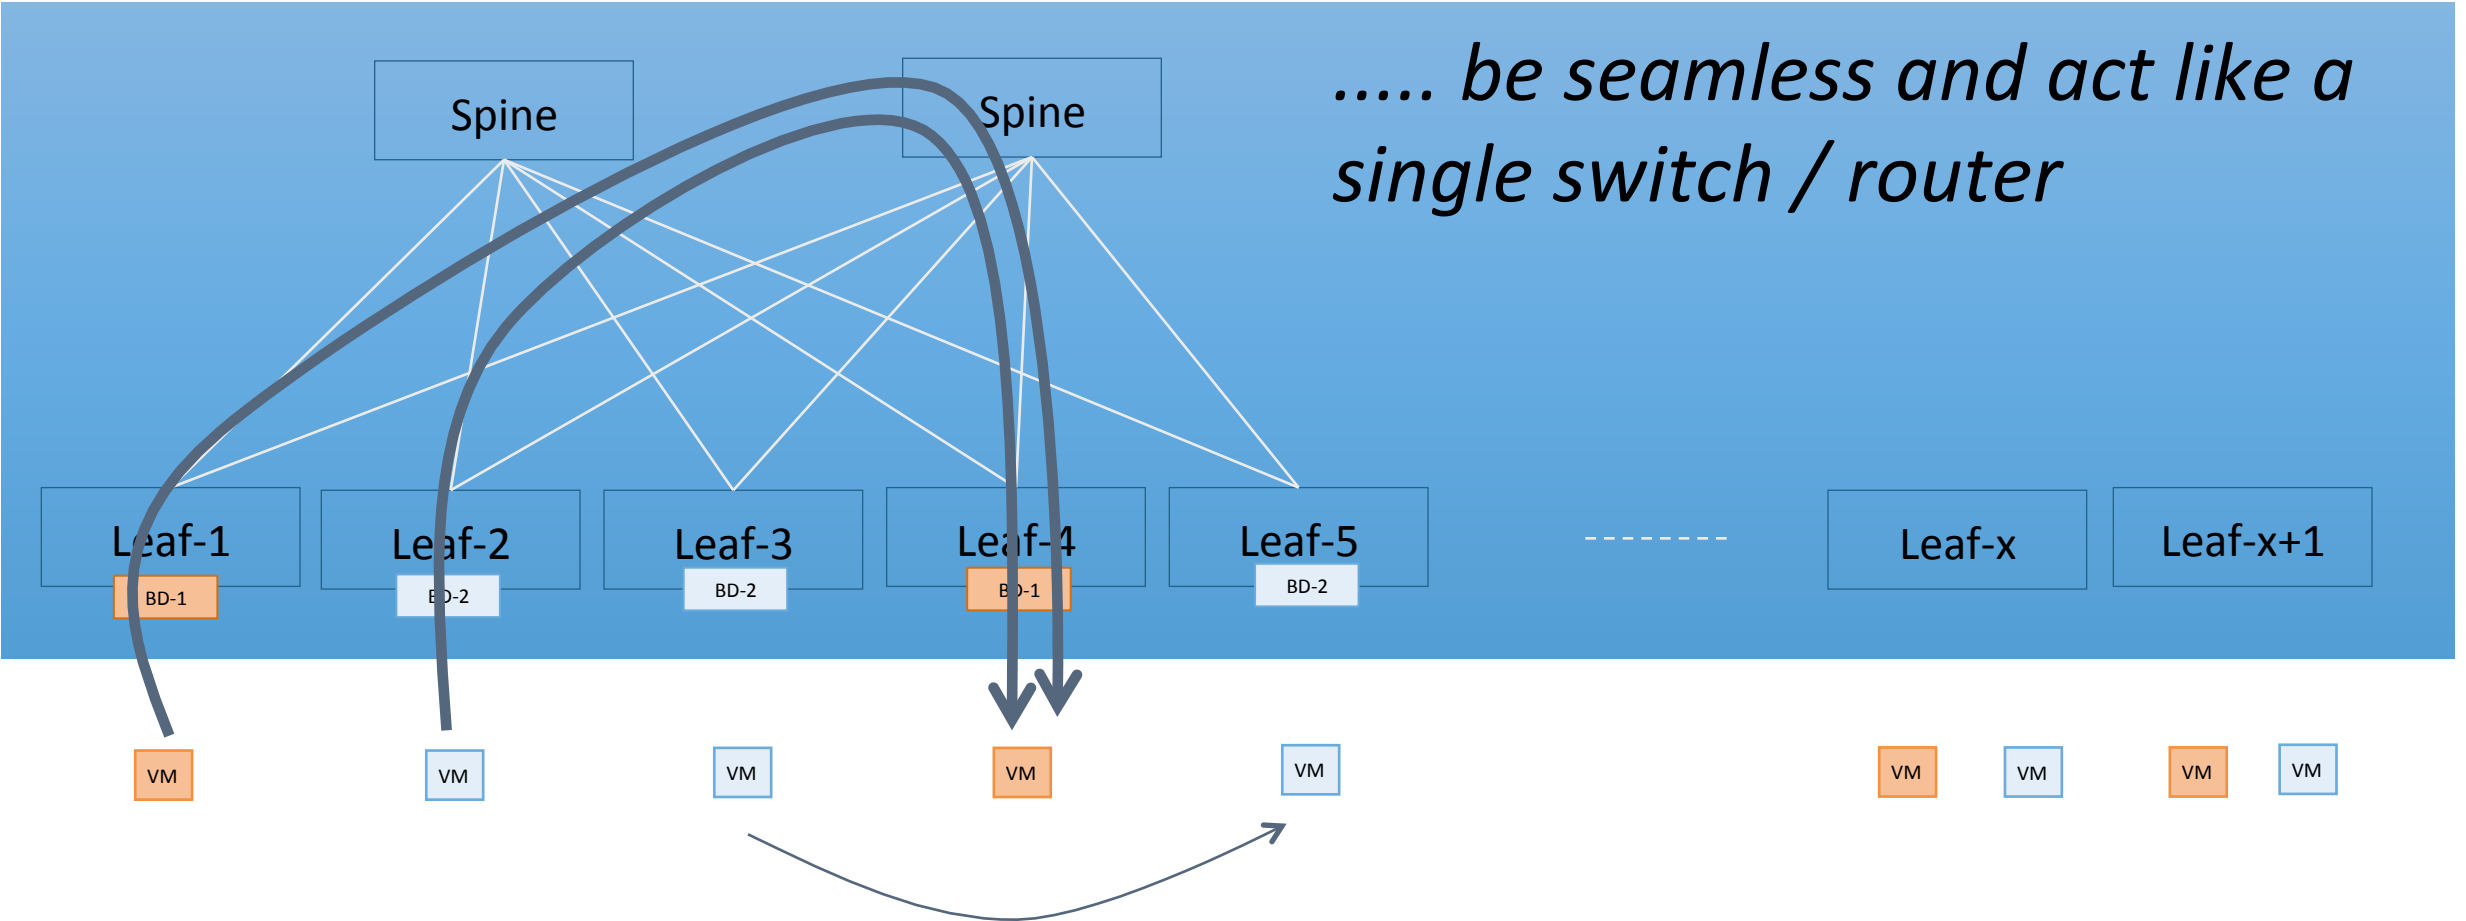 ..... be seamless and act like a
single switch / router
Spine
Spine
Leaf-1
Leaf-2
Leaf-3
Leaf-4
Leaf-5
Leaf-x
Leaf-x+1
BD-1
BD-2
BD-2
BD-1
BD-2
VM
VM
VM
VM
VM
VM
VM
VM
VM